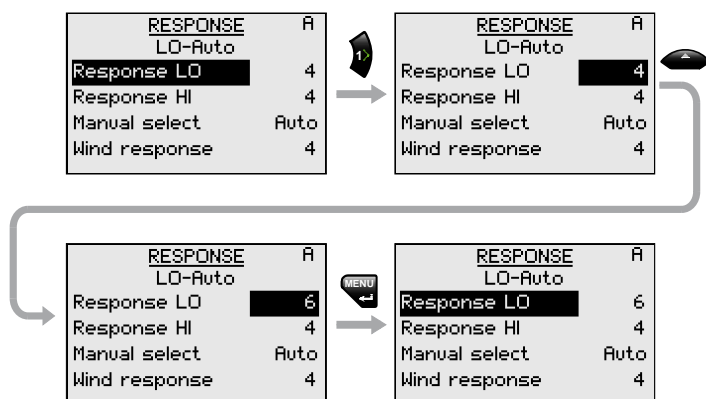 RESPONSE A
LO-Auto
Response LO 4
Response HI 4
Manual select Auto
Wind response 4
1
RESPONSE A
LO-Auto
Response LO 4
Response HI 4
Manual select Auto
Wind response 4
RESPONSE A
LO-Auto
Response LO 6
Response HI 4
Manual select Auto
Wind response 4
MENU
RESPONSE A
LO-Auto
Response LO 6
Response HI 4
Manual select Auto
Wind response 4